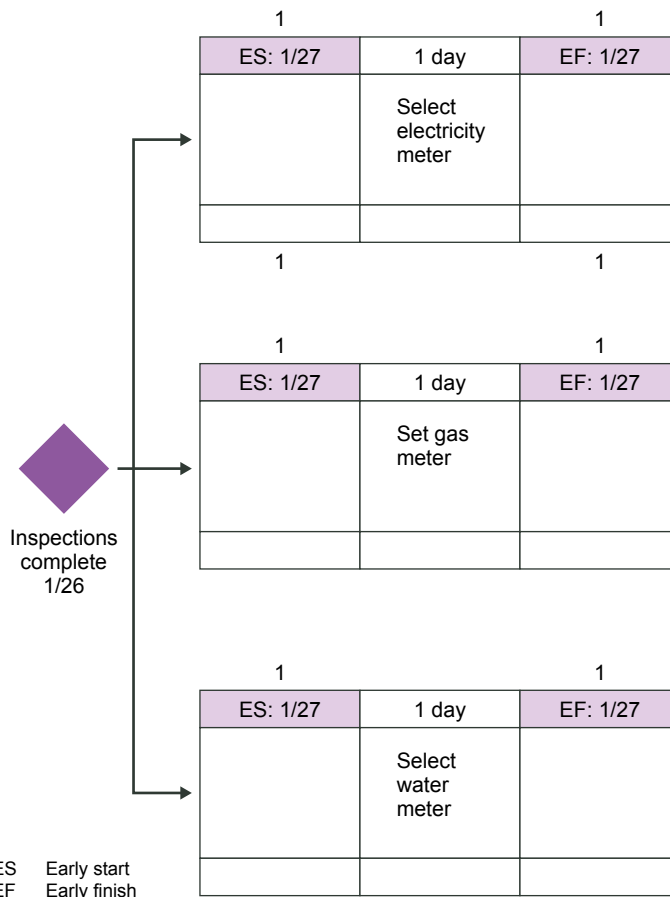 1 1
ES: 1/27 1 day EF: 1/27
Select
electricity
meter
1 1
1 1
ES: 1/27 1 day EF: 1/27
Set gas
meter
Inspections
complete
1/26
1 1
ES: 1/27 1 day EF: 1/27
Select
water
meter
ES Early start
EF Early finish